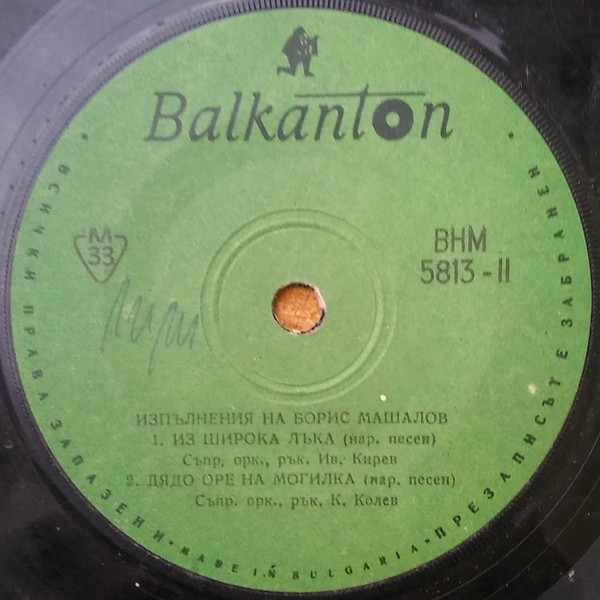 Balkanton
М
33
ВНМ
5813 - II
ИЗПЪЛНЕНИЯ НА БОРИС МАШАЛОВ
1. ИЗ ШИРОКА ЛЪКА (нар. песен)
Съпр. орк., рък. Ив. Кирев
2. ДЯДО ОРЕ НА МОГИЛКА (нар. песен)
Съпр. орк., рък. К. Колев
• ВСИЧКИ ПРАВА ЗАПАЗЕНИ • MADE IN BULGARIA • ПРЕЗАПИСЪТ Е ЗАБРАНЕН •